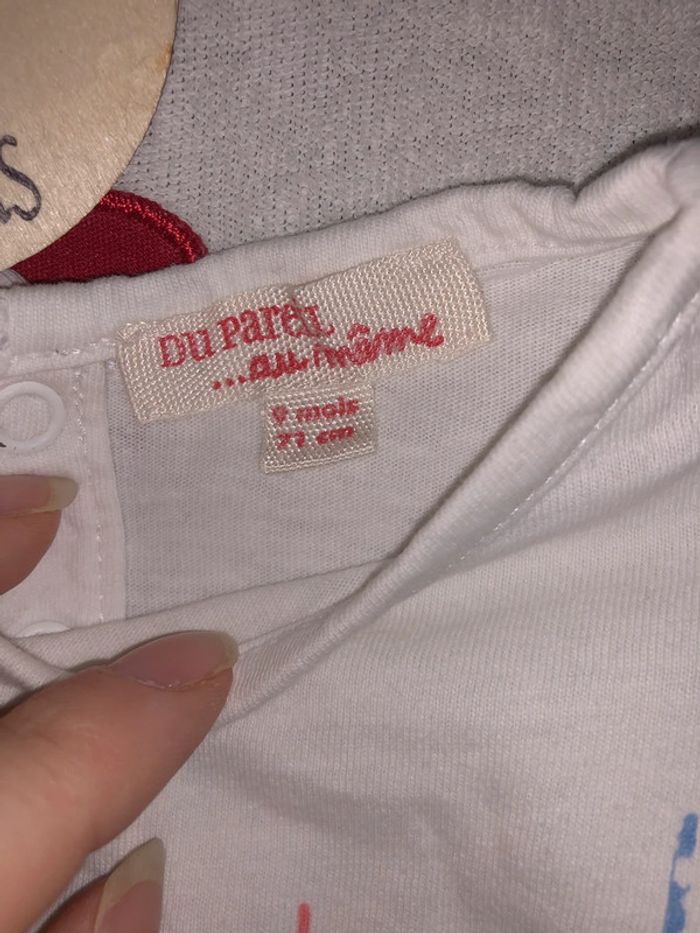 DU PAREIL
...au même
9 mois
71 cm